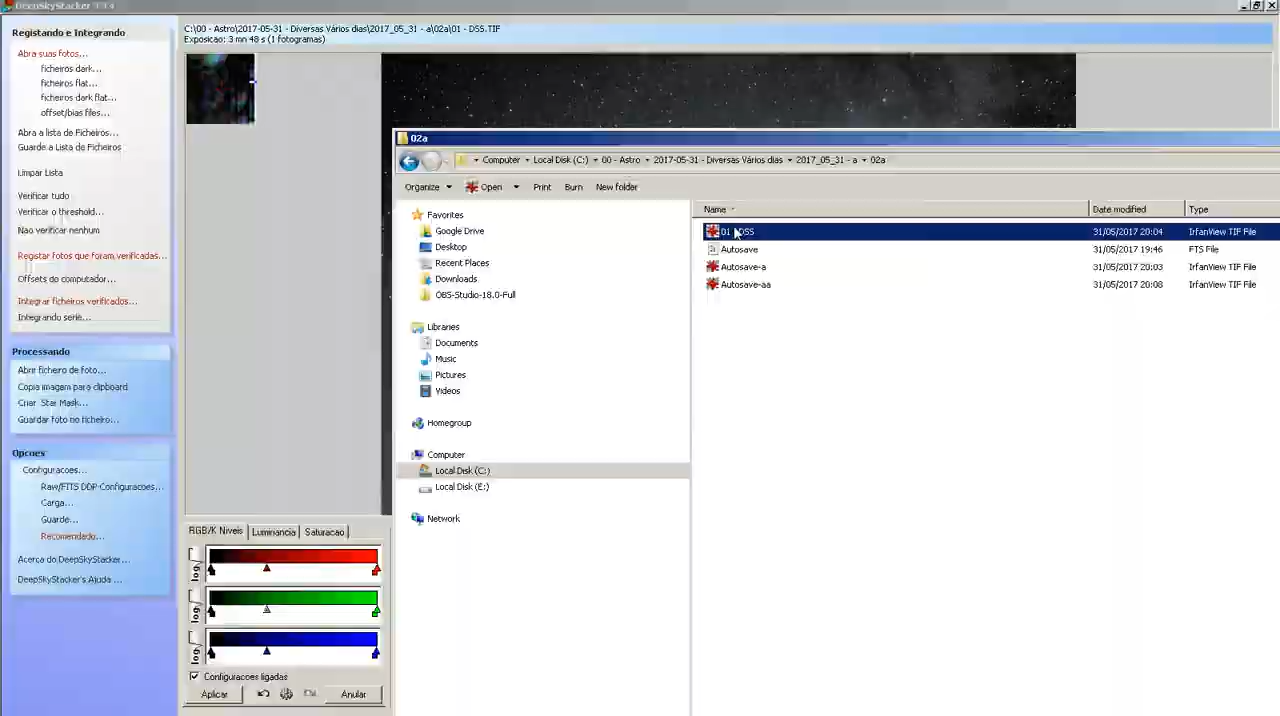 DeepSkyStacker 3.3.4
Registando e Integrando
Abra suas fotos...
ficheiros dark...
ficheiros flat...
ficheiros dark flat...
offset/bias files...
Abra a lista de Ficheiros...
Guarde a Lista de Ficheiros
Limpar Lista
Verificar tudo
Verificar o threshold...
Nao verificar nenhum
Registar fotos que foram verificadas...
Offsets do computador...
Integrar ficheiros verificados...
Integrando serie...
Processando
Abrir ficheiro de foto...
Copia imagem para clipboard
Criar Star Mask...
Guardar foto no ficheiro...
Opcoes
Configuracoes...
Raw/FITS DDP Configuracoes...
Carga...
Guarde...
Recomendado...
Acerca do DeepSkyStacker...
DeepSkyStacker's Ajuda ...
C:\00 - Astro\2017-05-31 - Diversas Vários dias\2017_05_31 - a\02a\01 - DSS.TIF
Exposicao: 3 mn 48 s (1 fotogramas)
RGB/K Niveis
Luminancia
Saturacao
log
log
log
Configuracoes ligadas
Aplicar
Anular
02a
Computer
Local Disk (C:)
00 - Astro
2017-05-31 - Diversas Vários dias
2017_05_31 - a
02a
Organize
Open
Print
Burn
New folder
Favorites
Google Drive
Desktop
Recent Places
Downloads
OBS-Studio-18.0-Full
Libraries
Documents
Music
Pictures
Videos
Homegroup
Computer
Local Disk (C:)
Local Disk (E:)
Network
Name Date modified Type
01 DSS 31/05/2017 20:04 IrfanView TIF File
Autosave 31/05/2017 19:46 FTS File
Autosave-a 31/05/2017 20:03 IrfanView TIF File
Autosave-aa 31/05/2017 20:08 IrfanView TIF File